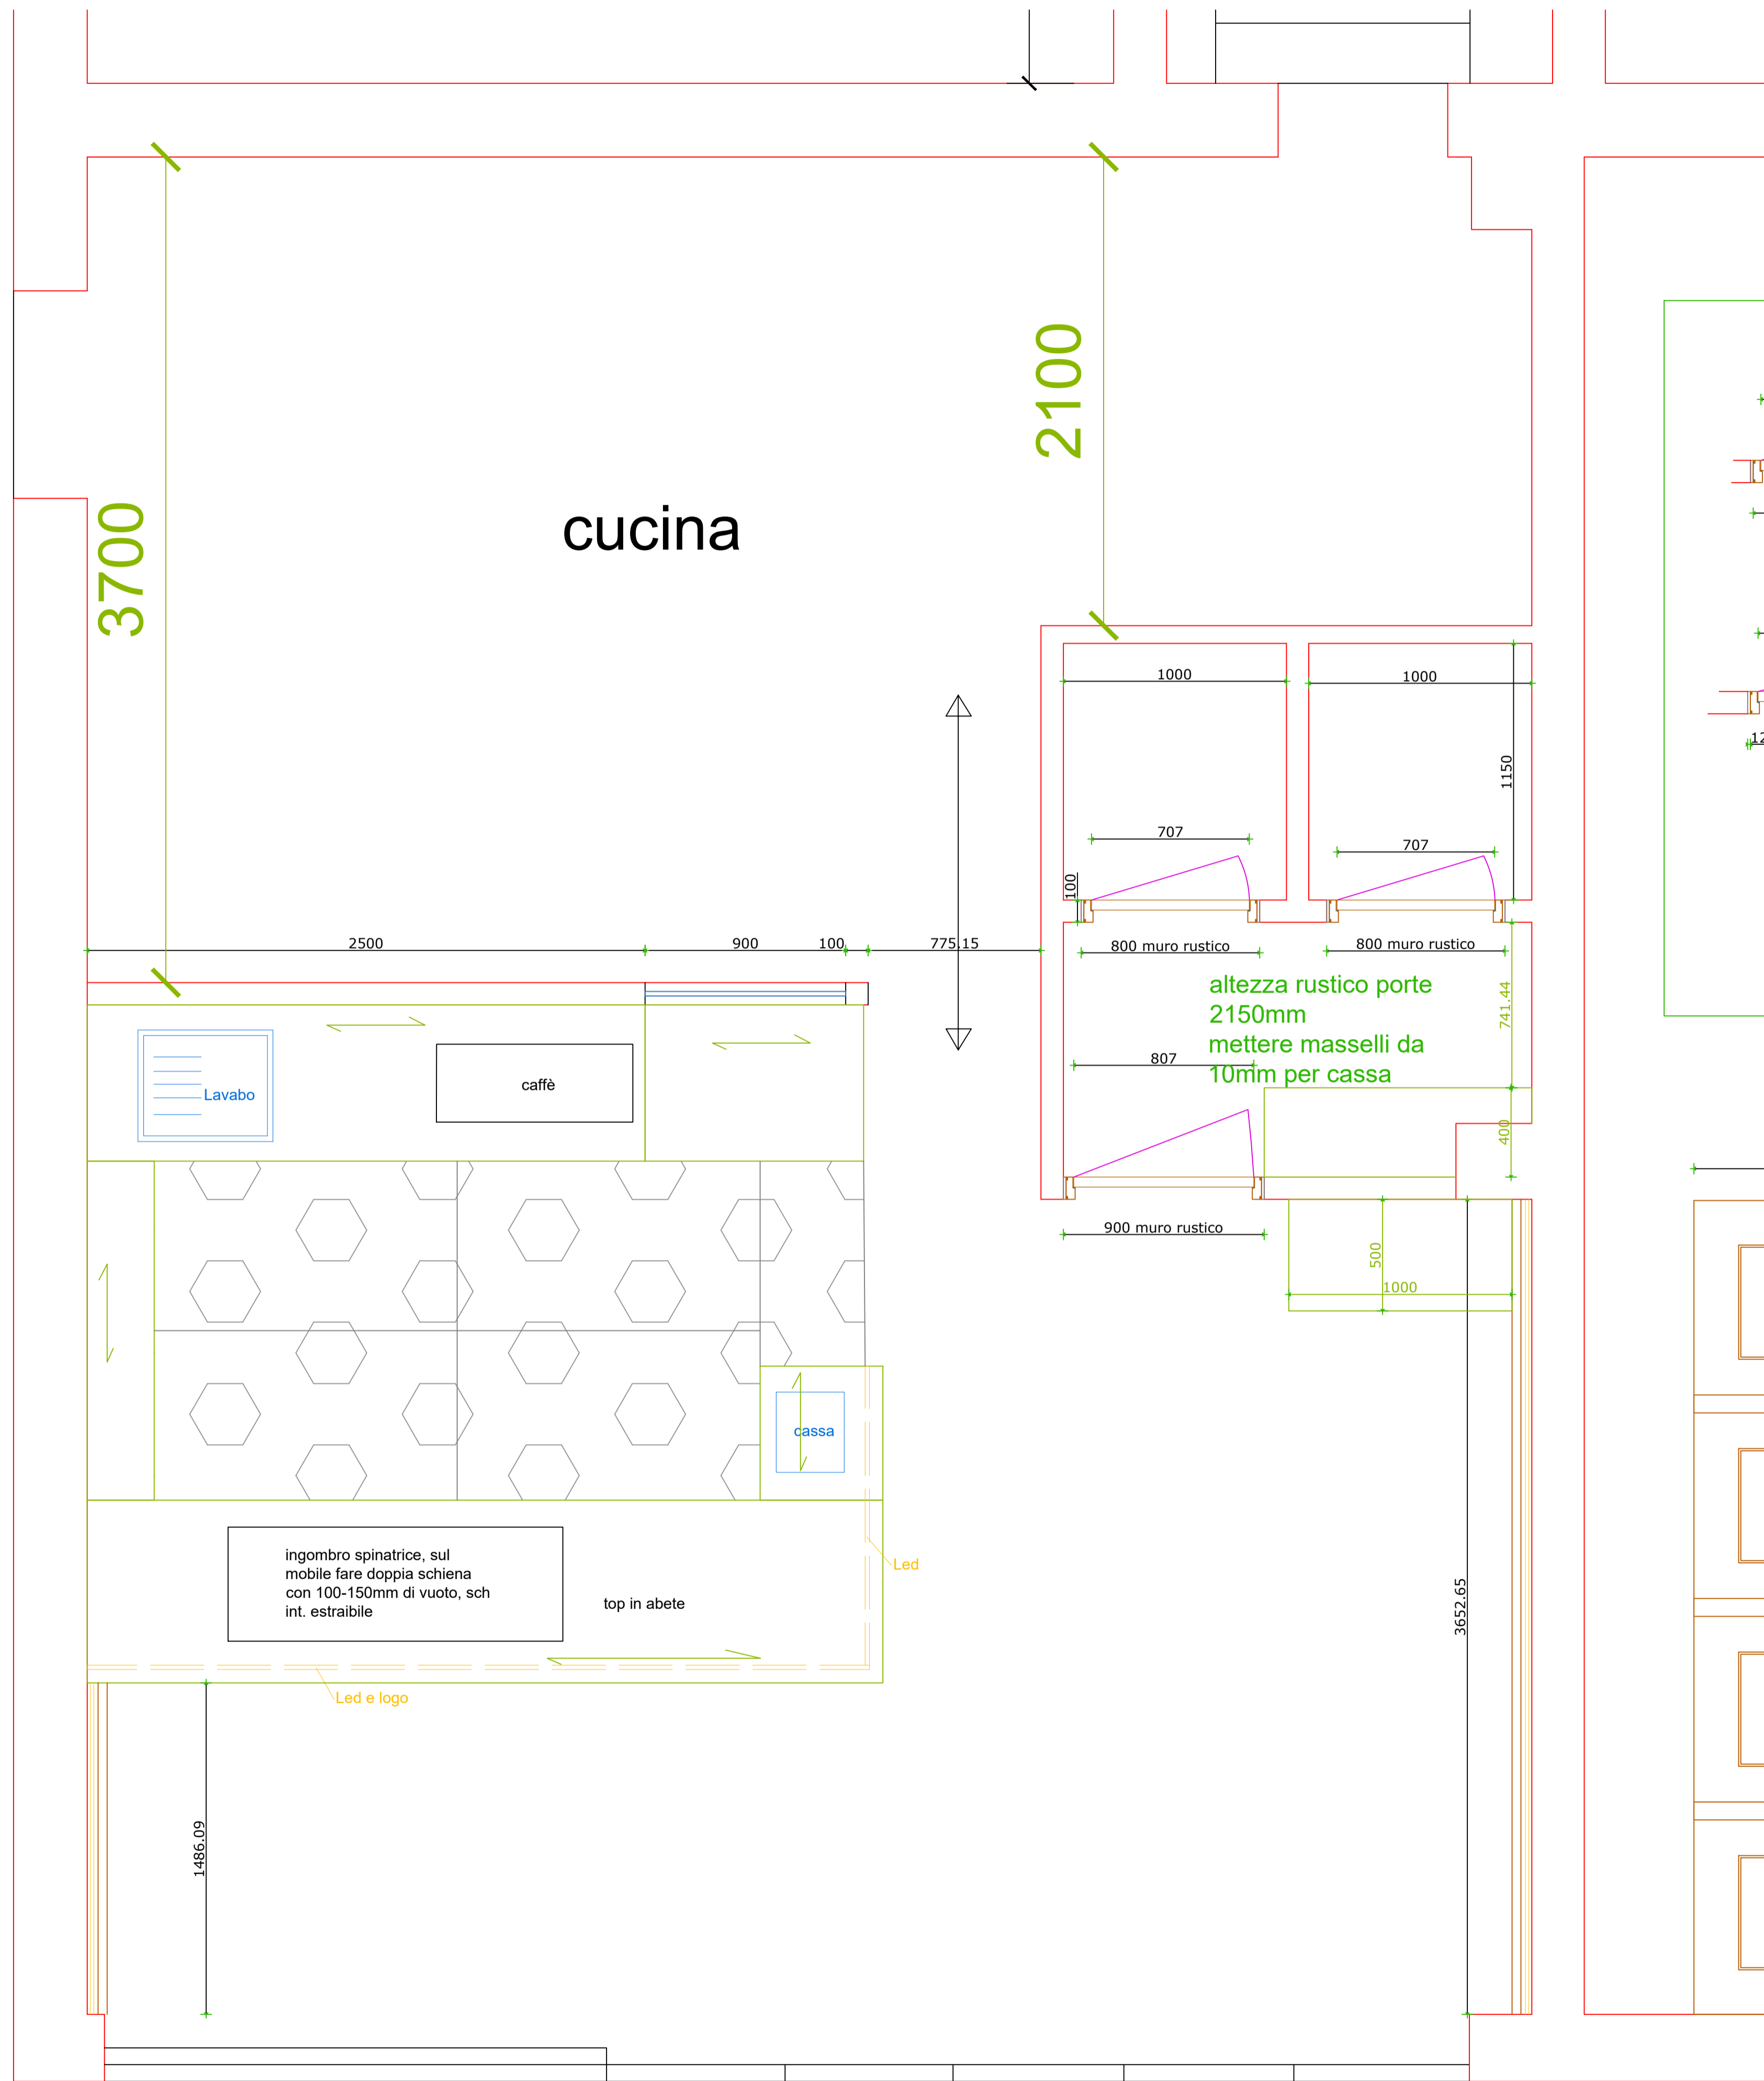 2100
3700
cucina
1000
1000
1150
707
707
100
2500
900
100
775.15
800 muro rustico
800 muro rustico
altezza rustico porte
2150mm
mettere masselli da
10mm per cassa
741.44
807
400
Lavabo
caffè
900 muro rustico
500
1000
cassa
ingombro spinatrice, sul
mobile fare doppia schiena
con 100-150mm di vuoto, sch
int. estraibile
top in abete
Led
Led e logo
3652.65
1486.09